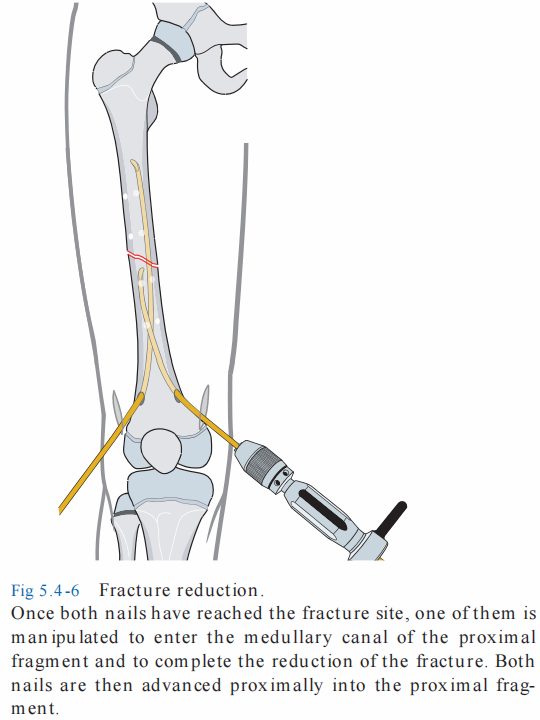 Fig 5.4-6 Fracture reduction.
Once both nails have reached the fracture site, one of them is
manipulated to enter the medullary canal of the proximal
fragment and to complete the reduction of the fracture. Both
nails are then advanced proximally into the proximal frag-
ment.